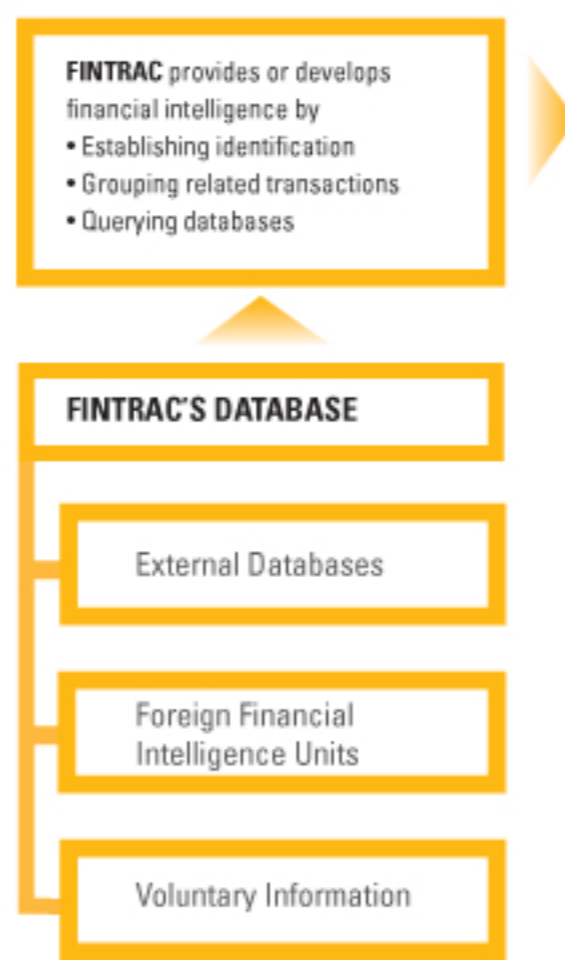 FINTRAC provides or develops
financial intelligence by
• Establishing identification
• Grouping related transactions
• Querying databases
FINTRAC'S DATABASE
External Databases
Foreign Financial
Intelligence Units
Voluntary Information